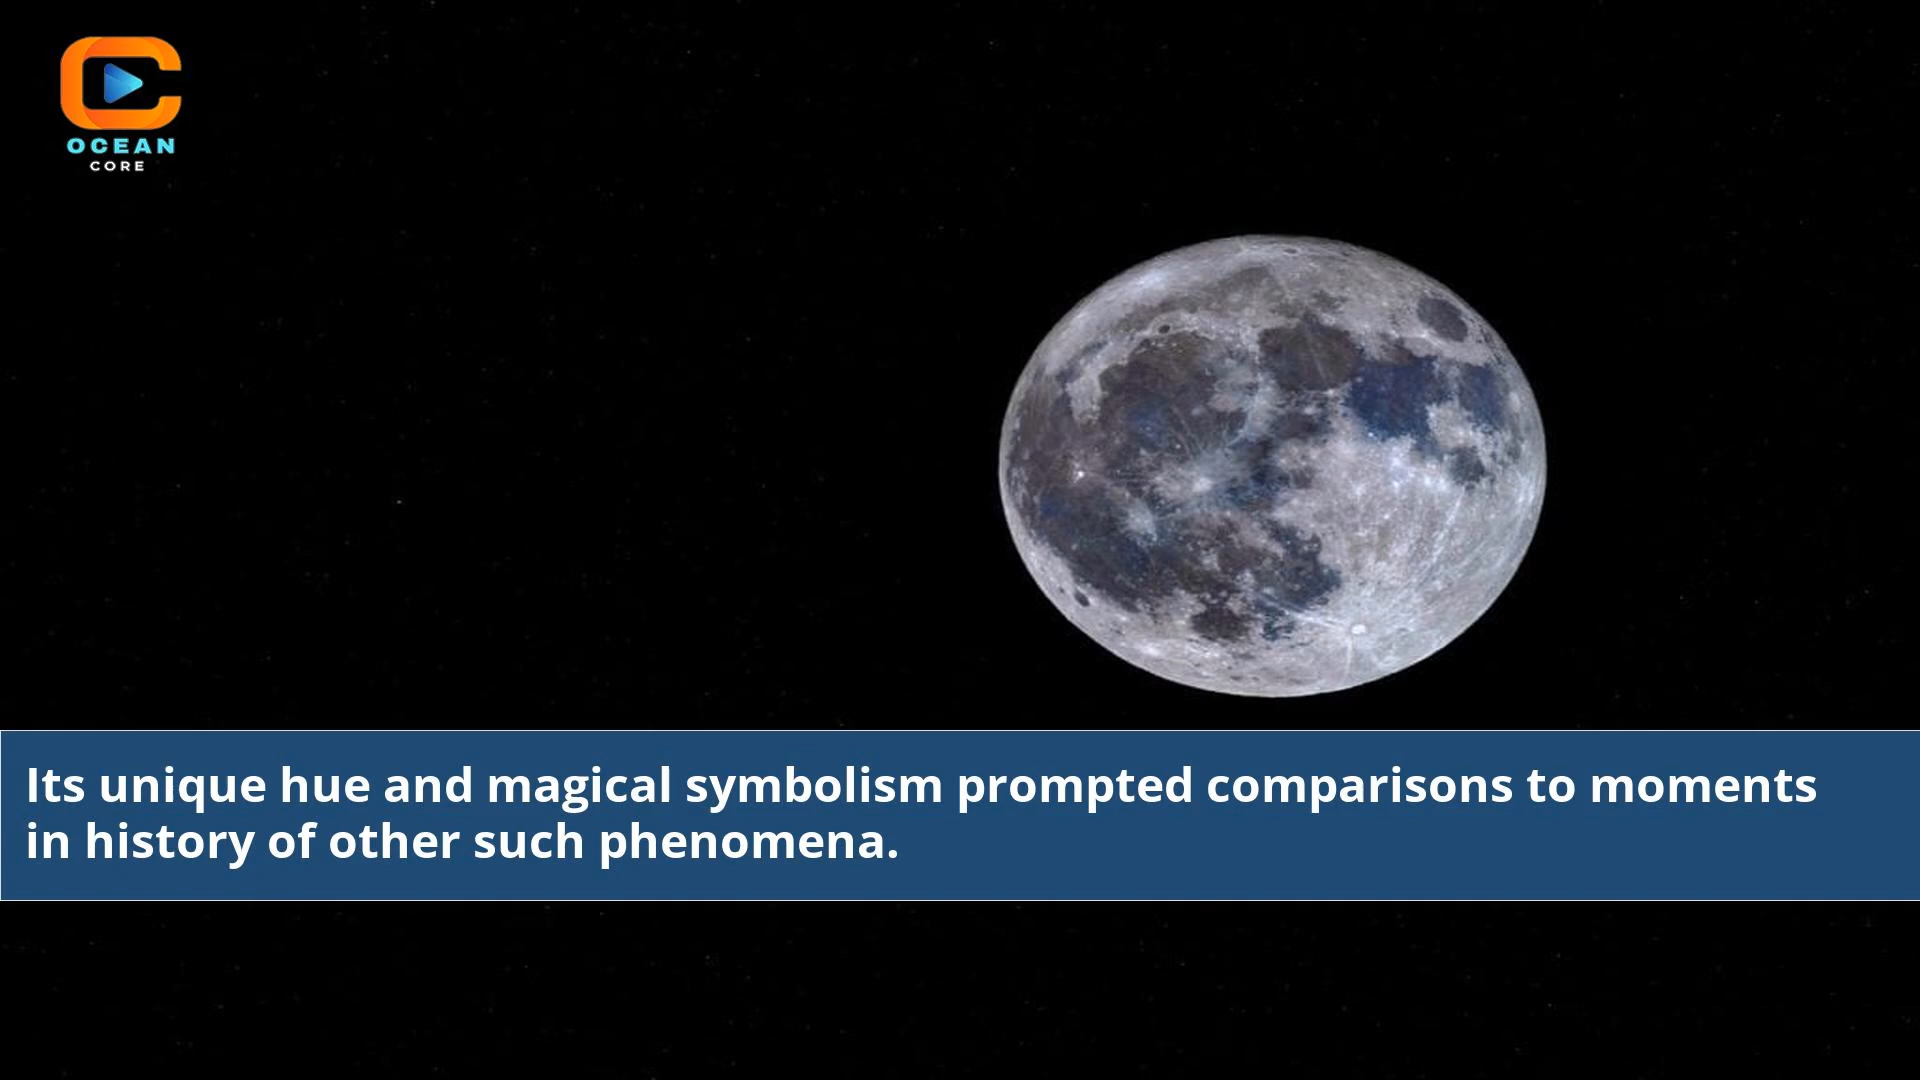 OCEAN
CORE
Its unique hue and magical symbolism prompted comparisons to moments
in history of other such phenomena.